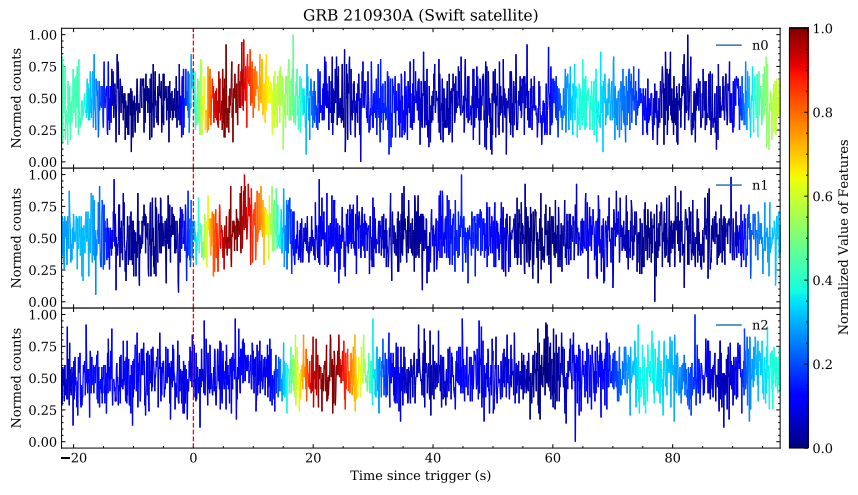 GRB 210930A (Swift satellite)
1.00
0.75
0.50
0.25
0.00
Normed counts
n0
1.00
0.75
0.50
0.25
0.00
Normed counts
n1
1.00
0.75
0.50
0.25
0.00
Normed counts
n2
−20 0 20 40 60 80
Time since trigger (s)
1.0
0.8
0.6
0.4
0.2
0.0
Normalized Value of Features